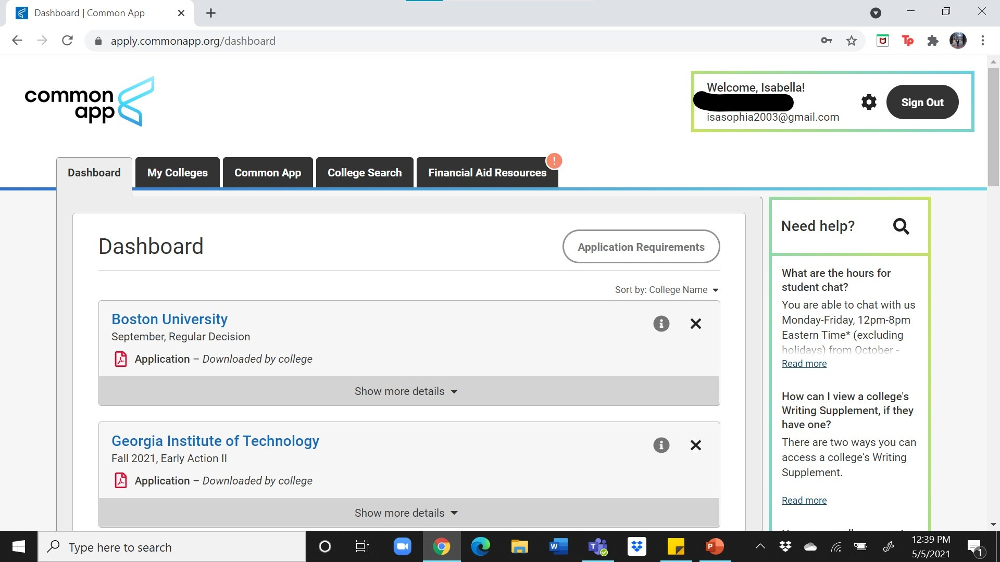 Dashboard | Common App
apply.commonapp.org/dashboard
Tp
common
app
Welcome, Isabella!
isasophia2003@gmail.com
Sign Out
Dashboard
My Colleges
Common App
College Search
Financial Aid Resources
!
Dashboard
Application Requirements
Sort by: College Name
Boston University
September, Regular Decision
Application – Downloaded by college
Show more details
Georgia Institute of Technology
Fall 2021, Early Action II
Application – Downloaded by college
Show more details
Need help?
What are the hours for
student chat?
You are able to chat with us
Monday-Friday, 12pm-8pm
Eastern Time* (excluding
holidays) from October -
Read more
How can I view a college's
Writing Supplement, if they
have one?
There are two ways you can
access a college's Writing
Supplement.
Read more
Type here to search
12:39 PM
5/5/2021
1